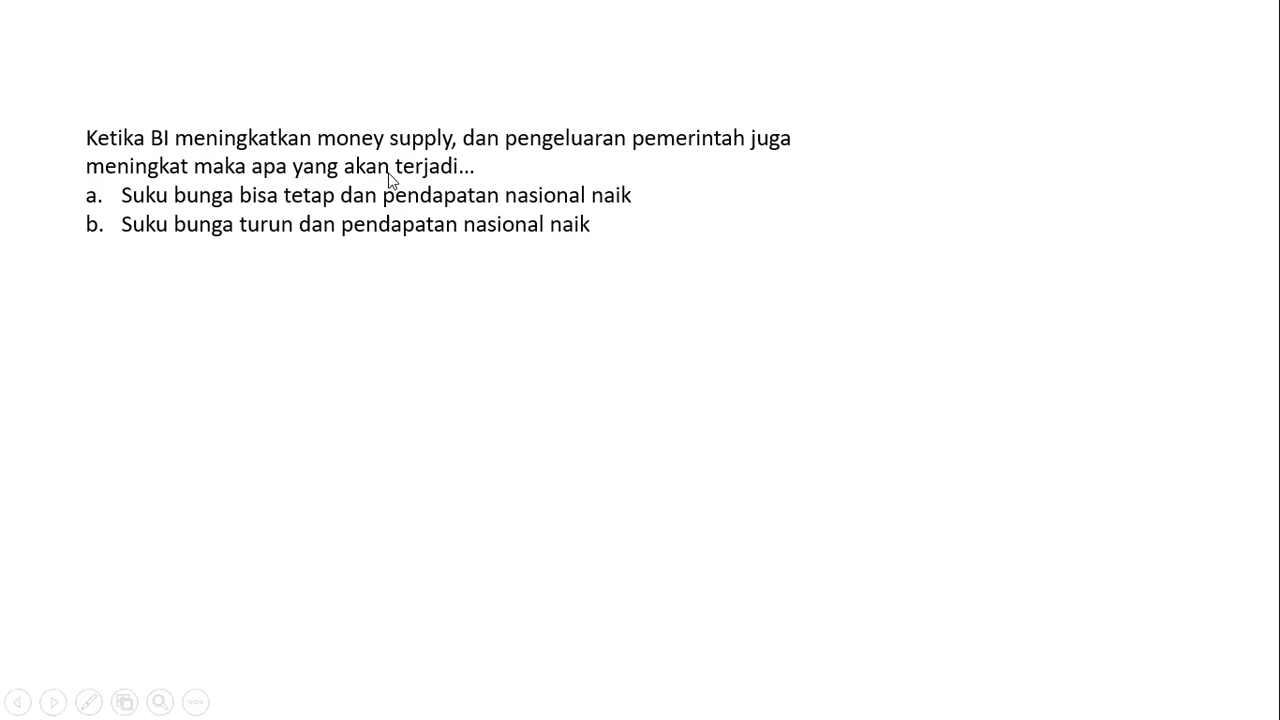 Ketika BI meningkatkan money supply, dan pengeluaran pemerintah juga
meningkat maka apa yang akan terjadi...
a. Suku bunga bisa tetap dan pendapatan nasional naik
b. Suku bunga turun dan pendapatan nasional naik